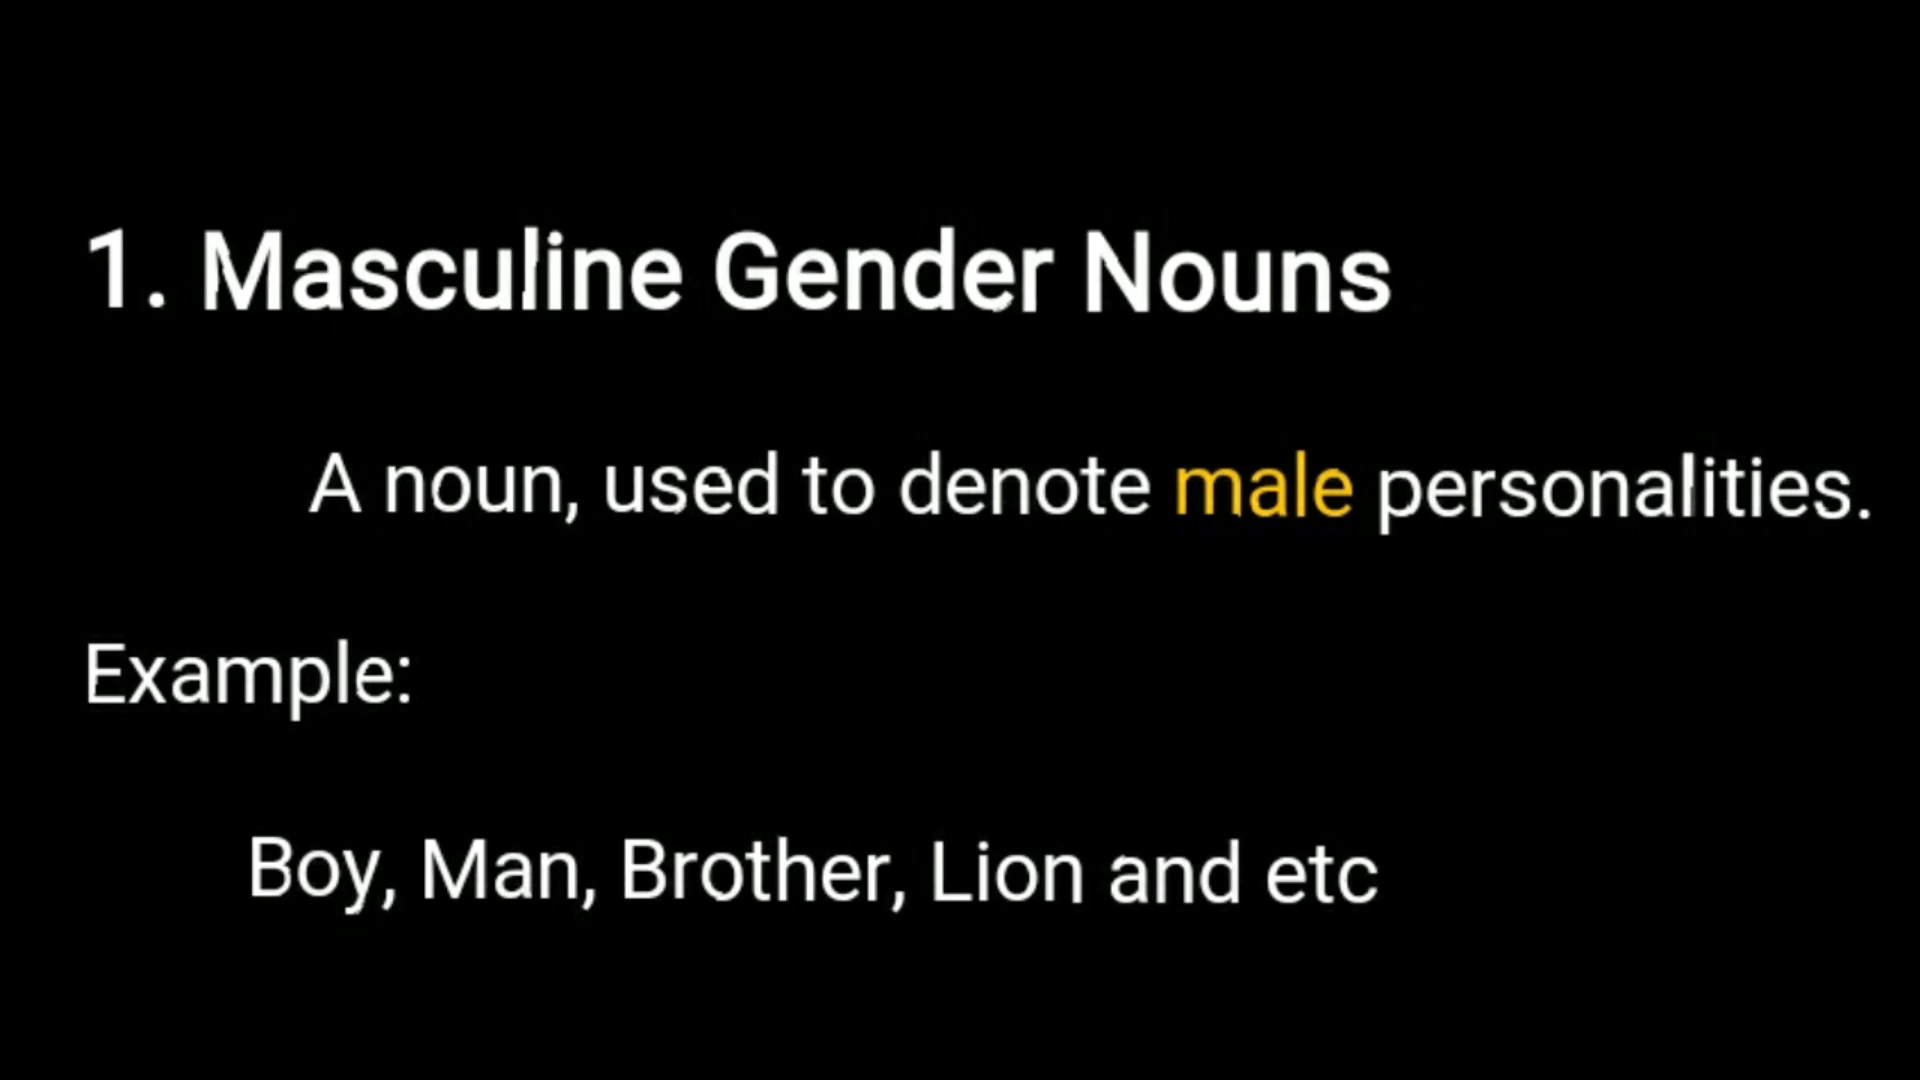 1. Masculine Gender Nouns
A noun, used to denote male personalities.
Example:
Boy, Man, Brother, Lion and etc